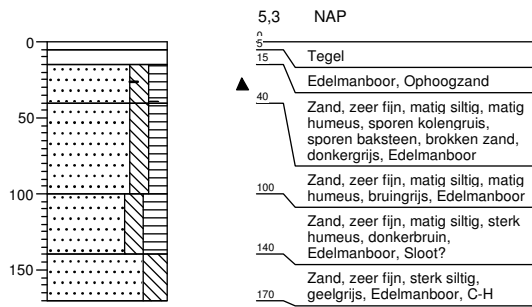 5,3 NAP
0
0
5
Tegel
15
Edelmanboor, Ophoogzand
40
Zand, zeer fijn, matig siltig, matig
humeus, sporen kolengruis,
sporen baksteen, brokken zand,
donkergrijs, Edelmanboor
50
100
100
Zand, zeer fijn, matig siltig, matig
humeus, bruingrijs, Edelmanboor
Zand, zeer fijn, matig siltig, sterk
humeus, donkerbruin,
Edelmanboor, Sloot?
140
150
Zand, zeer fijn, sterk siltig,
geelgrijs, Edelmanboor, C-H
170